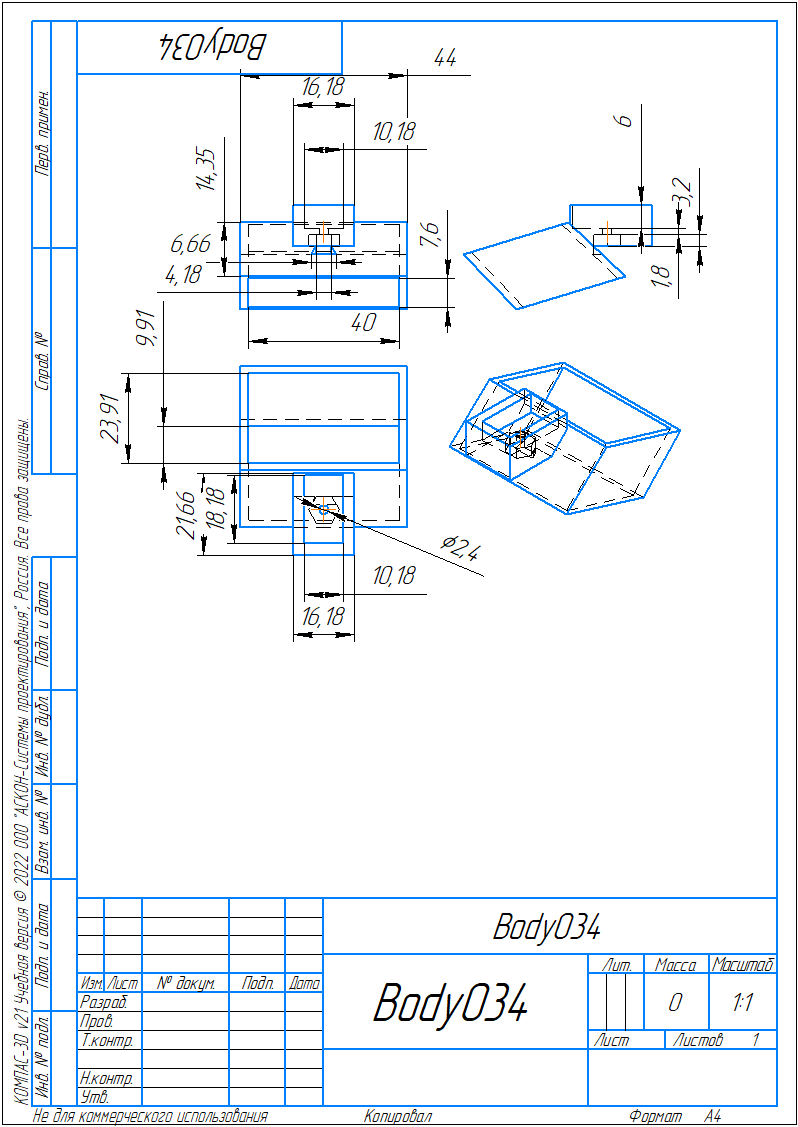 Body034
44
16,18
10,18
14,35
6,66
4,18
7,6
40
6
3,2
1,8
9,91
23,91
21,66
18,18
⌀2,4
10,18
16,18
Перв. примен.
Справ. №
Подп. и дата
Инв. № дубл.
Взам. инв. №
Подп. и дата
Инв. № подл.
КОМПАС-3D v21 Учебная версия © 2022 ООО "АСКОН-Системы проектирования", Россия. Все права защищены.
Body034
Изм. Лист № докум. Подп. Дата
Разраб.
Пров.
Т.контр.
Н.контр.
Утв.
Body034
Лит. Масса Масштаб
0 1:1
Лист Листов 1
Не для коммерческого использования Копировал Формат А4